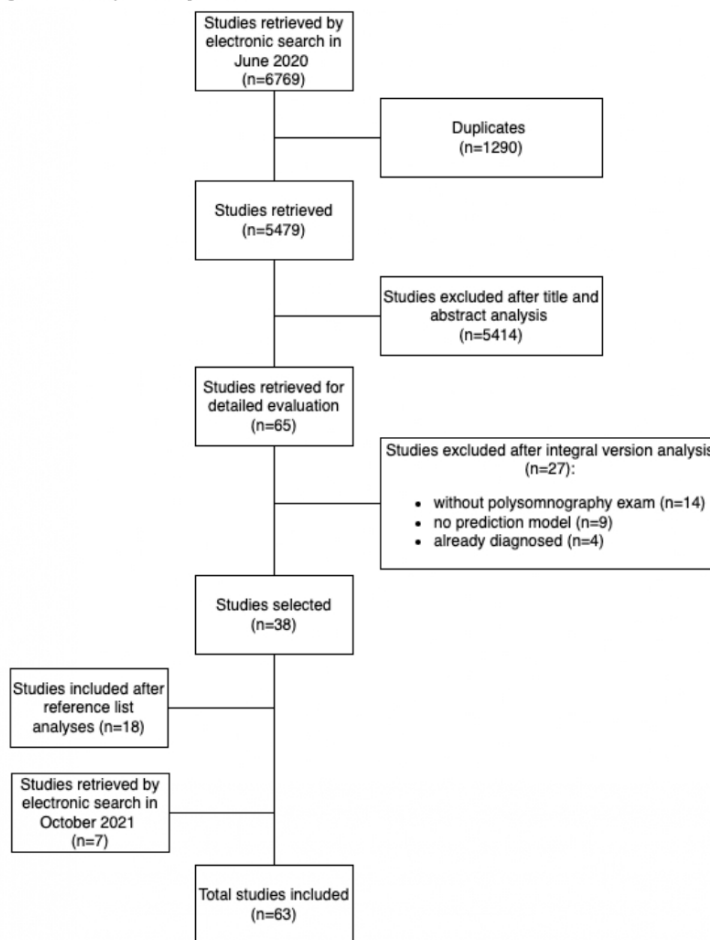 Studies retrieved by
electronic search in
June 2020
(n=6769)
Duplicates
(n=1290)
Studies retrieved
(n=5479)
Studies excluded after title and
abstract analysis
(n=5414)
Studies retrieved for
detailed evaluation
(n=65)
Studies excluded after integral version analysis
(n=27):
• without polysomnography exam (n=14)
• no prediction model (n=9)
• already diagnosed (n=4)
Studies selected
(n=38)
Studies included after
reference list
analyses (n=18)
Studies retrieved by
electronic search in
October 2021
(n=7)
Total studies included
(n=63)